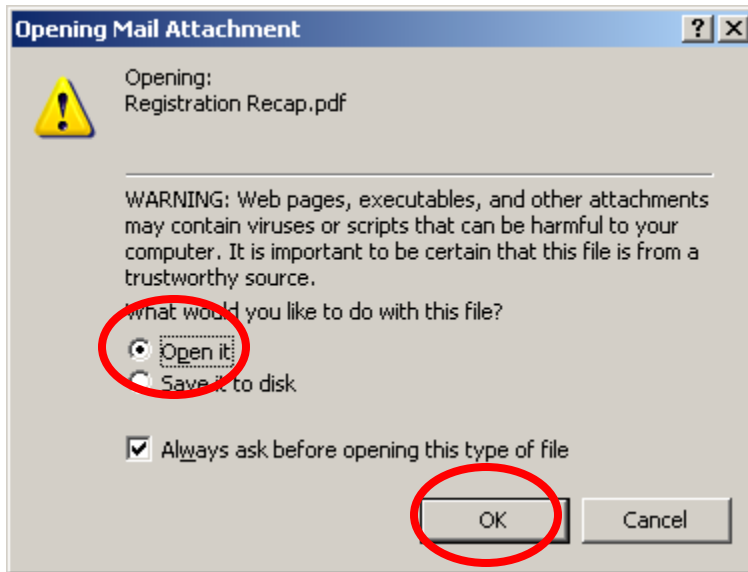 Opening Mail Attachment
Opening:
Registration Recap.pdf
WARNING: Web pages, executables, and other attachments
may contain viruses or scripts that can be harmful to your
computer. It is important to be certain that this file is from a
trustworthy source.
What would you like to do with this file?
Open it
Save it to disk
Always ask before opening this type of file
OK
Cancel